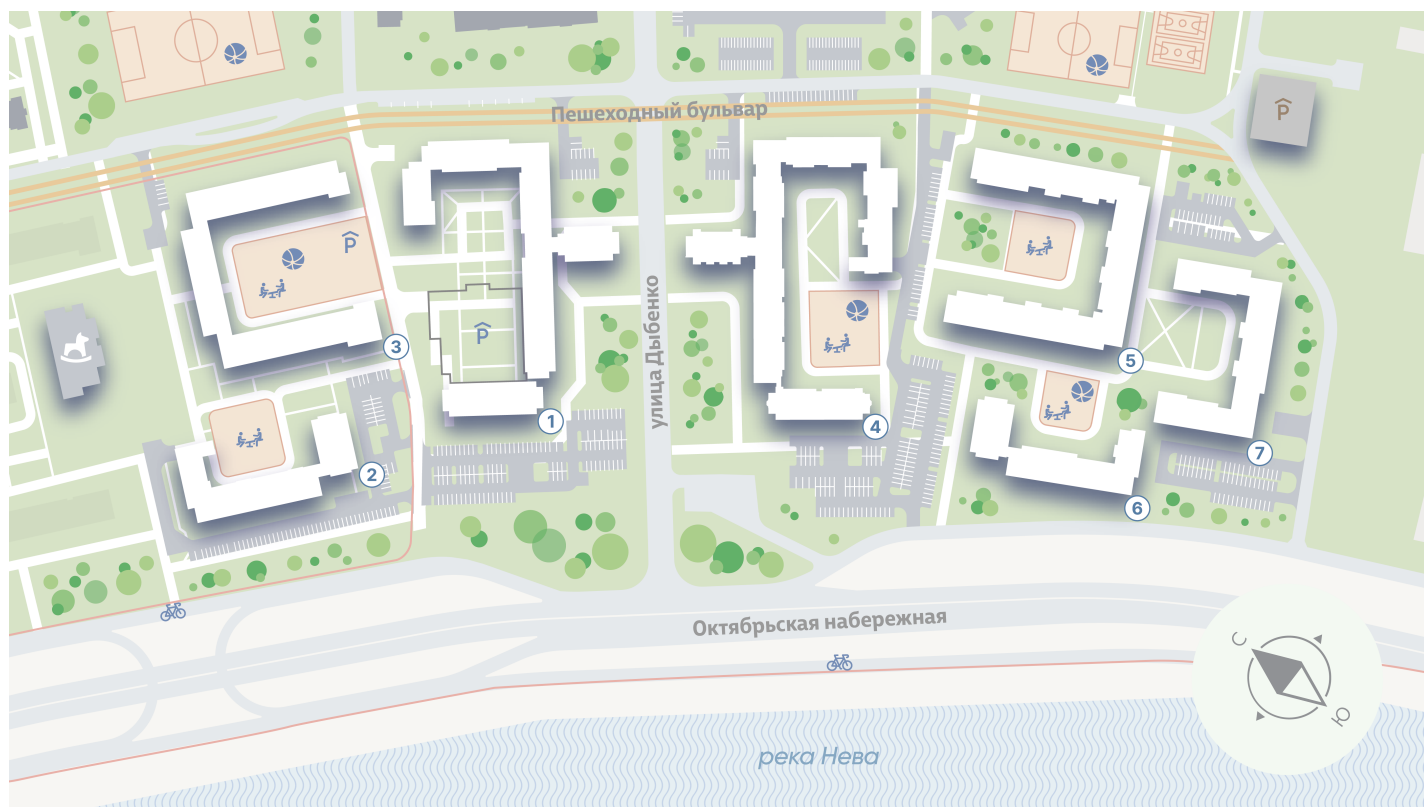 Пешеходный бульвар
P
P
P
улица Дыбенко
3
1
5
4
7
2
6
Октябрьская набережная
С
Ю
река Нева